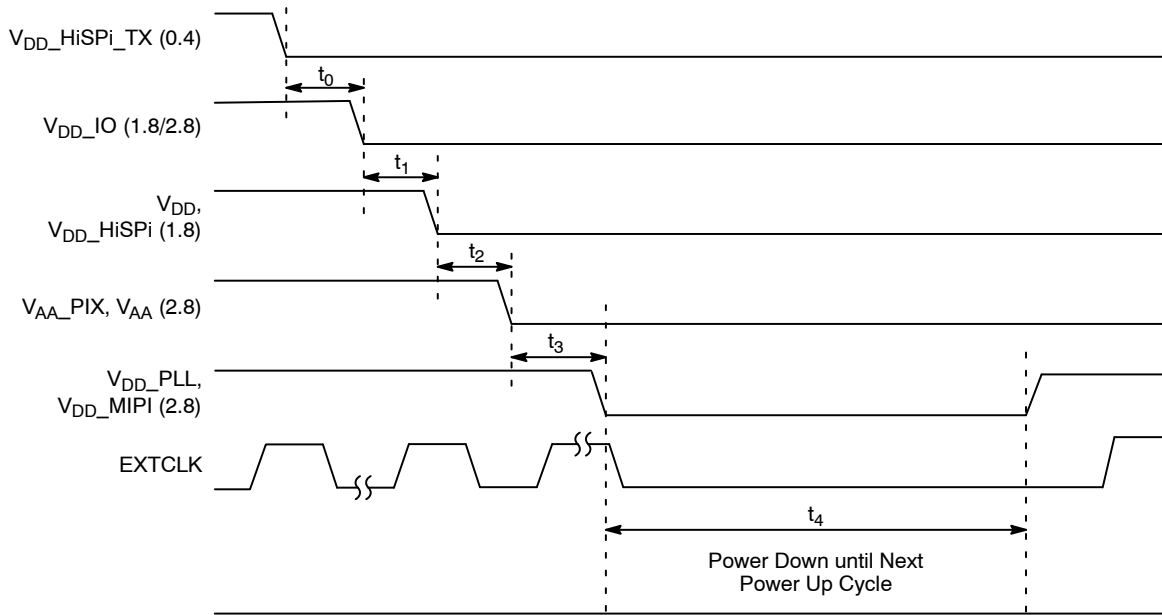 V_DD_HiSPi_TX (0.4)
t_0
V_DD_IO (1.8/2.8)
t_1
V_DD,
V_DD_HiSPi (1.8)
t_2
V_AA_PIX, V_AA (2.8)
t_3
V_DD_PLL,
V_DD_MIPI (2.8)
EXTCLK
t_4
Power Down until Next
Power Up Cycle